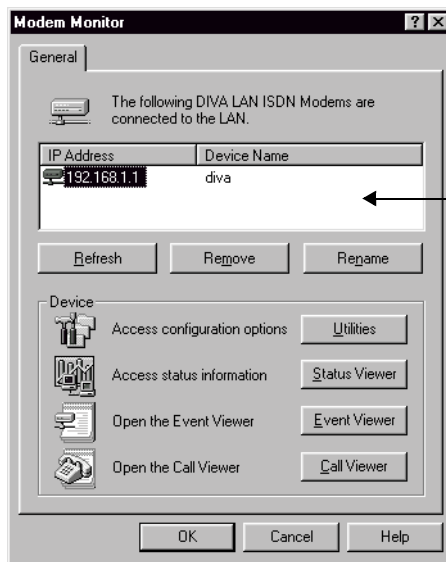 Modem Monitor
General
The following DIVA LAN ISDN Modems are
connected to the LAN.
IP Address Device Name
192.168.1.1 diva
Refresh Remove Rename
Device
Access configuration options Utilities
Access status information Status Viewer
Open the Event Viewer Event Viewer
Open the Call Viewer Call Viewer
OK Cancel Help